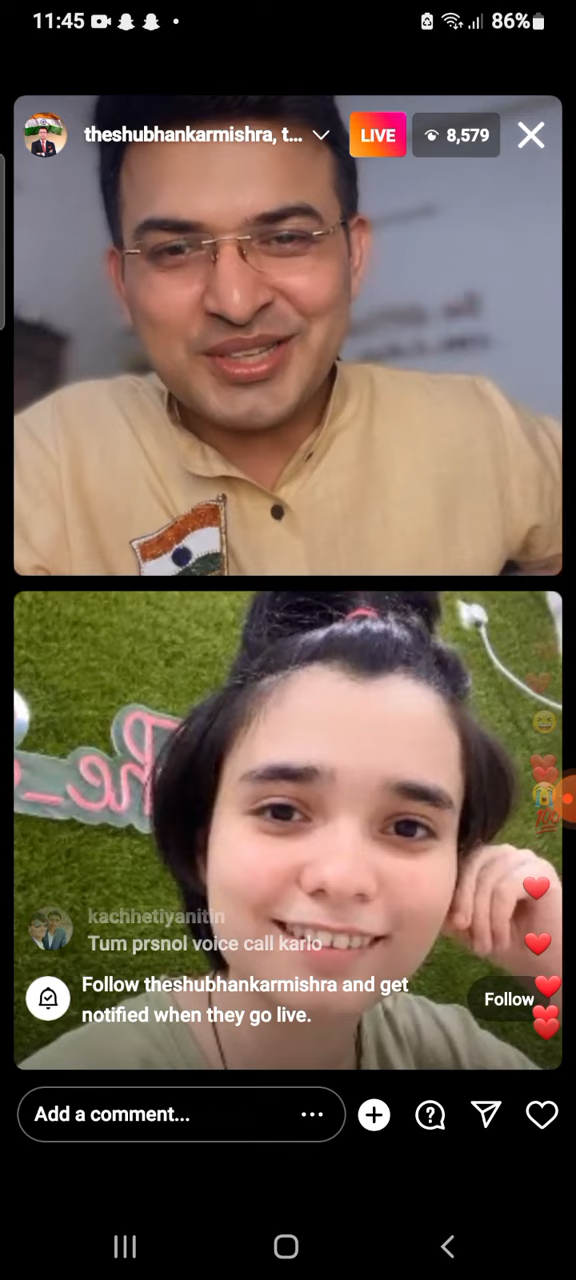 11:45
86%
theshubhankarmishra, t...
LIVE
8,579
The_
kachhetiyanitin
Tum prsnol voice call karlo
Follow theshubhankarmishra and get
notified when they go live.
Follow
Add a comment...